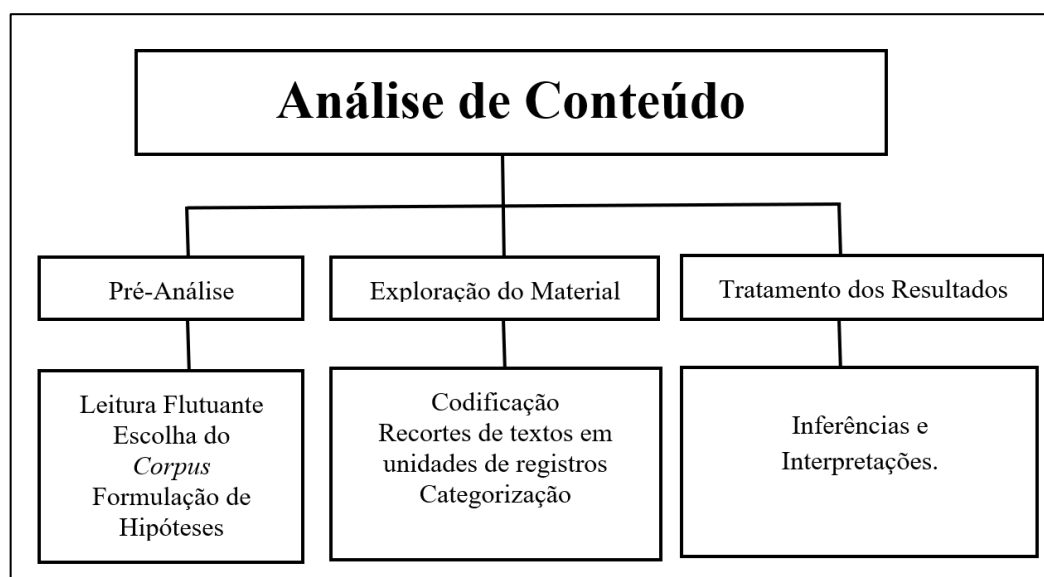 Análise de Conteúdo
Pré-Análise
Exploração do Material
Tratamento dos Resultados
Leitura Flutuante
Escolha do
Corpus
Formulação de
Hipóteses
Codificação
Recortes de textos em
unidades de registros
Categorização
Inferências e
Interpretações.